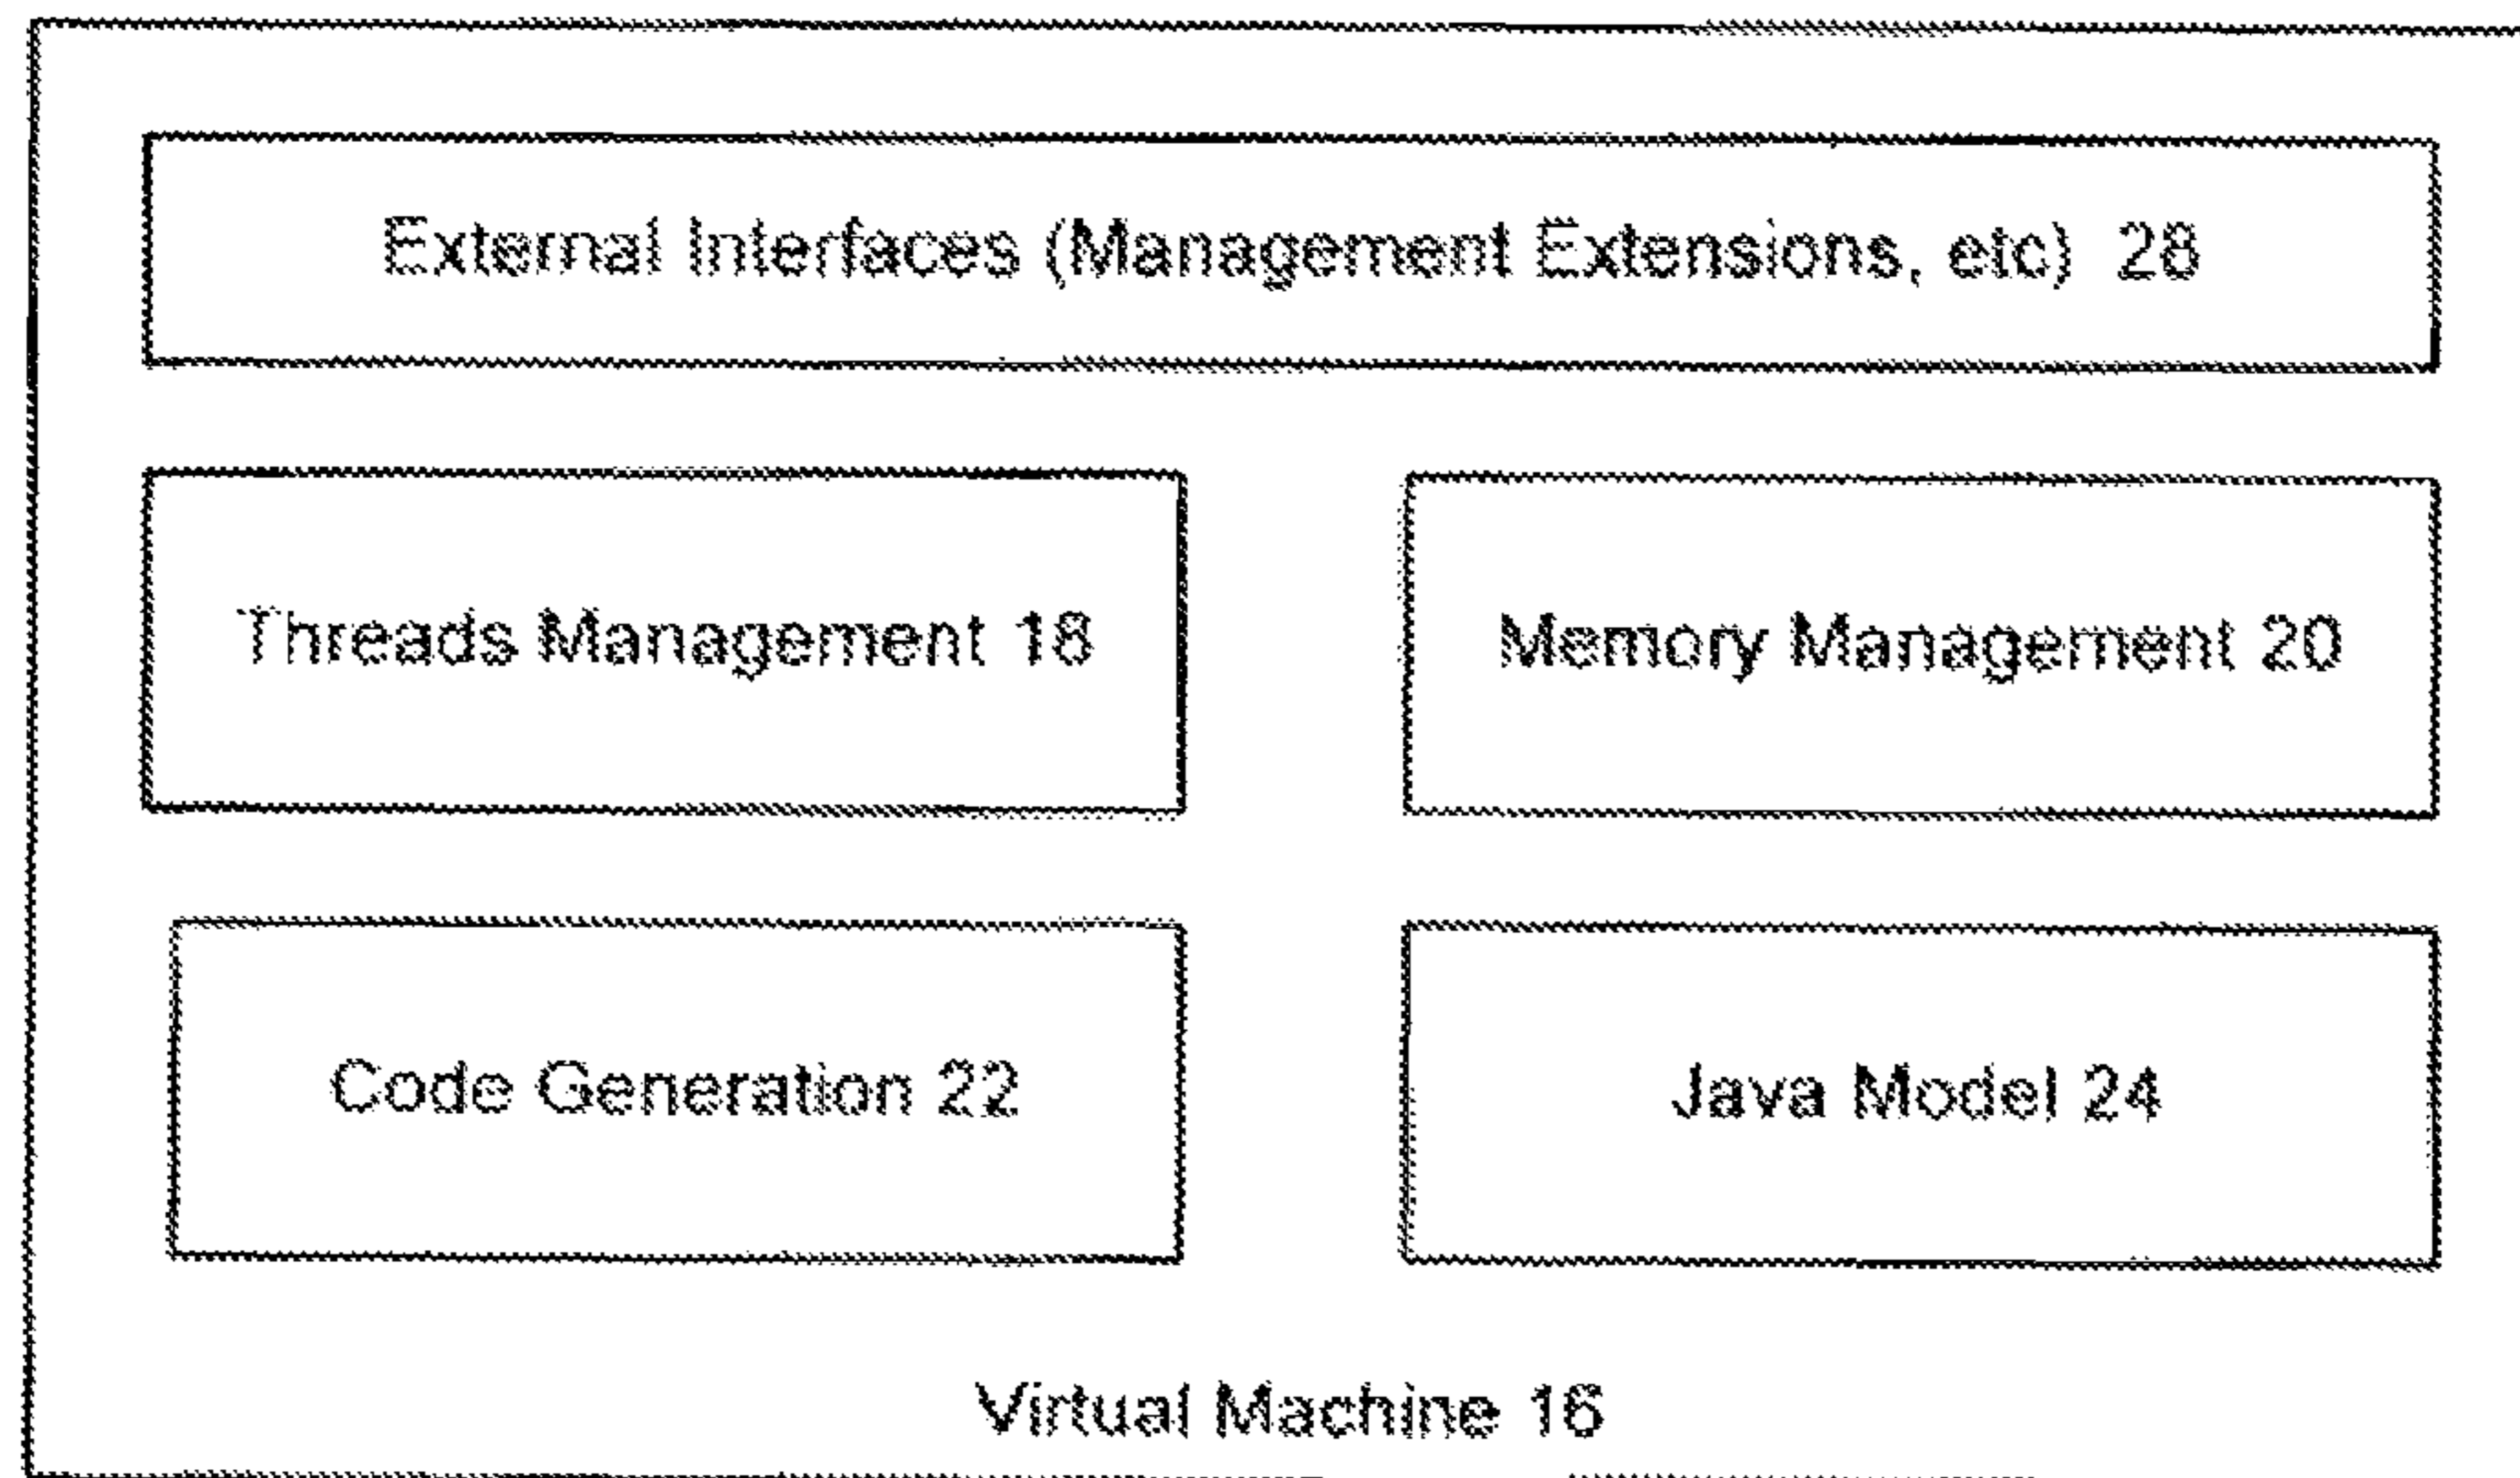 External Interfaces (Management Extensions, etc) 28
Threads Management 18
Memory Management 20
Code Generation 22
Java Model 24
Virtual Machine 16